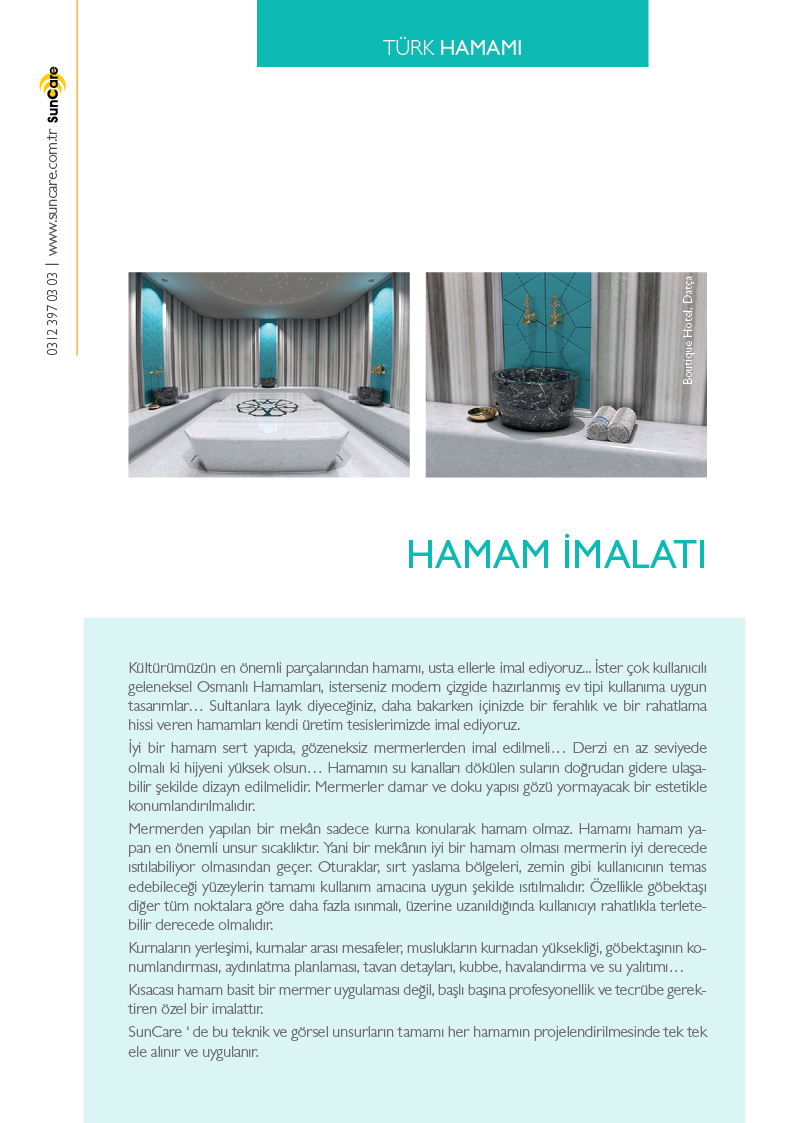 TÜRK HAMAMI
0312 397 03 03 | www.suncare.com.tr SunCare
Boutique Hotel, Datça
HAMAM İMALATI
Kültürümüzün en önemli parçalarından hamamı, usta ellerle imal ediyoruz... İster çok kullanıcılı
geleneksel Osmanlı Hamamları, isterseniz modern çizgide hazırlanmış ev tipi kullanıma uygun
tasarımlar… Sultanlara layık diyeceğiniz, daha bakarken içinizde bir ferahlık ve bir rahatlama
hissi veren hamamları kendi üretim tesislerimizde imal ediyoruz.
İyi bir hamam sert yapıda, gözeneksiz mermerlerden imal edilmeli… Derzi en az seviyede
olmalı ki hijyeni yüksek olsun… Hamamın su kanalları dökülen suların doğrudan gidere ulaşa-
bilir şekilde dizayn edilmelidir. Mermerler damar ve doku yapısı gözü yormayacak bir estetikle
konumlandırılmalıdır.
Mermerden yapılan bir mekân sadece kurna konularak hamam olmaz. Hamamı hamam ya-
pan en önemli unsur sıcaklıktır. Yani bir mekânın iyi bir hamam olması mermerin iyi derecede
ısıtılabiliyor olmasından geçer. Oturaklar, sırt yaslama bölgeleri, zemin gibi kullanıcının temas
edebileceği yüzeylerin tamamı kullanım amacına uygun şekilde ısıtılmalıdır. Özellikle göbektaşı
diğer tüm noktalara göre daha fazla ısınmalı, üzerine uzanıldığında kullanıcıyı rahatlıkla terlete-
bilir derecede olmalıdır.
Kurnaların yerleşimi, kurnalar arası mesafeler, muslukların kurnadan yüksekliği, göbektaşının ko-
numlandırması, aydınlatma planlaması, tavan detayları, kubbe, havalandırma ve su yalıtımı…
Kısacası hamam basit bir mermer uygulaması değil, başlı başına profesyonellik ve tecrübe gerek-
tiren özel bir imalattır.
SunCare ‘ de bu teknik ve görsel unsurların tamamı her hamamın projelendirilmesinde tek tek
ele alınır ve uygulanır.